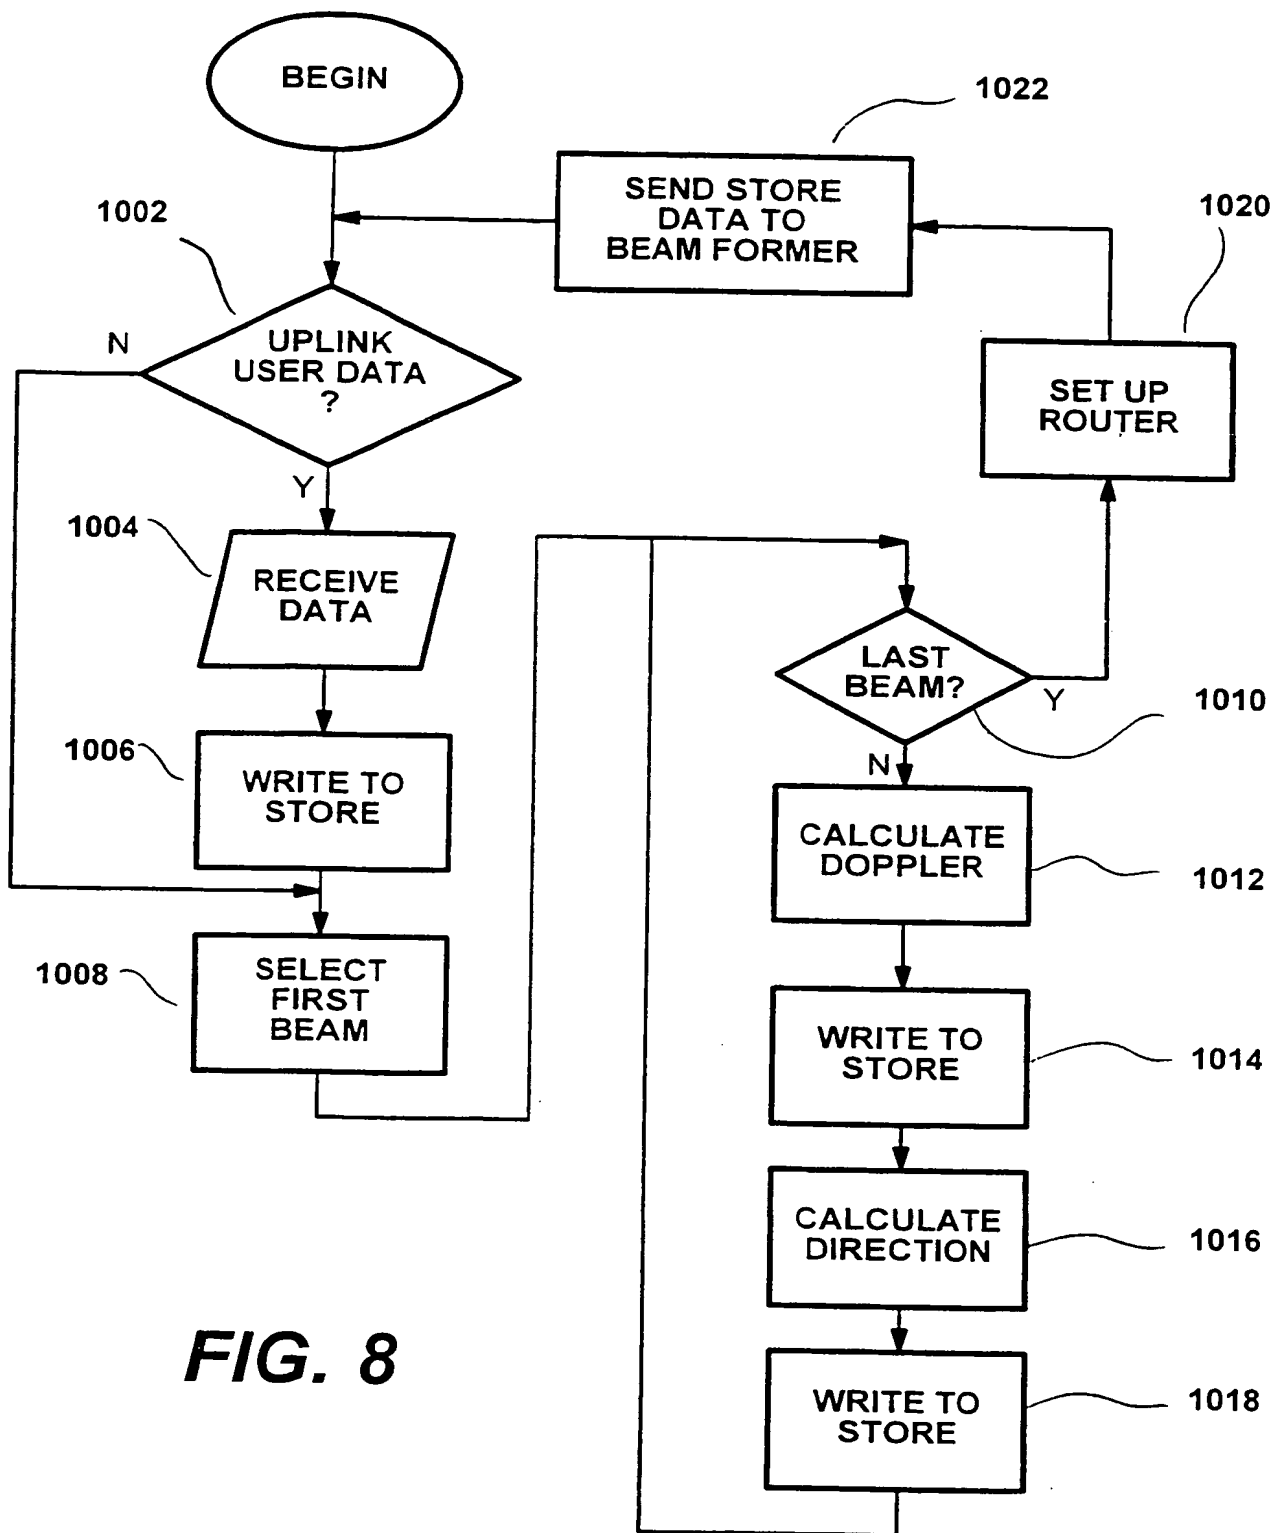 BEGIN
1022
SEND STORE
DATA TO
BEAM FORMER
1002
1020
N
UPLINK
USER DATA
?
SET UP
ROUTER
Y
1004
RECEIVE
DATA
LAST
BEAM?
Y
1010
1006
WRITE TO
STORE
N
CALCULATE
DOPPLER
1012
1008
SELECT
FIRST
BEAM
WRITE TO
STORE
1014
CALCULATE
DIRECTION
1016
FIG. 8
WRITE TO
STORE
1018